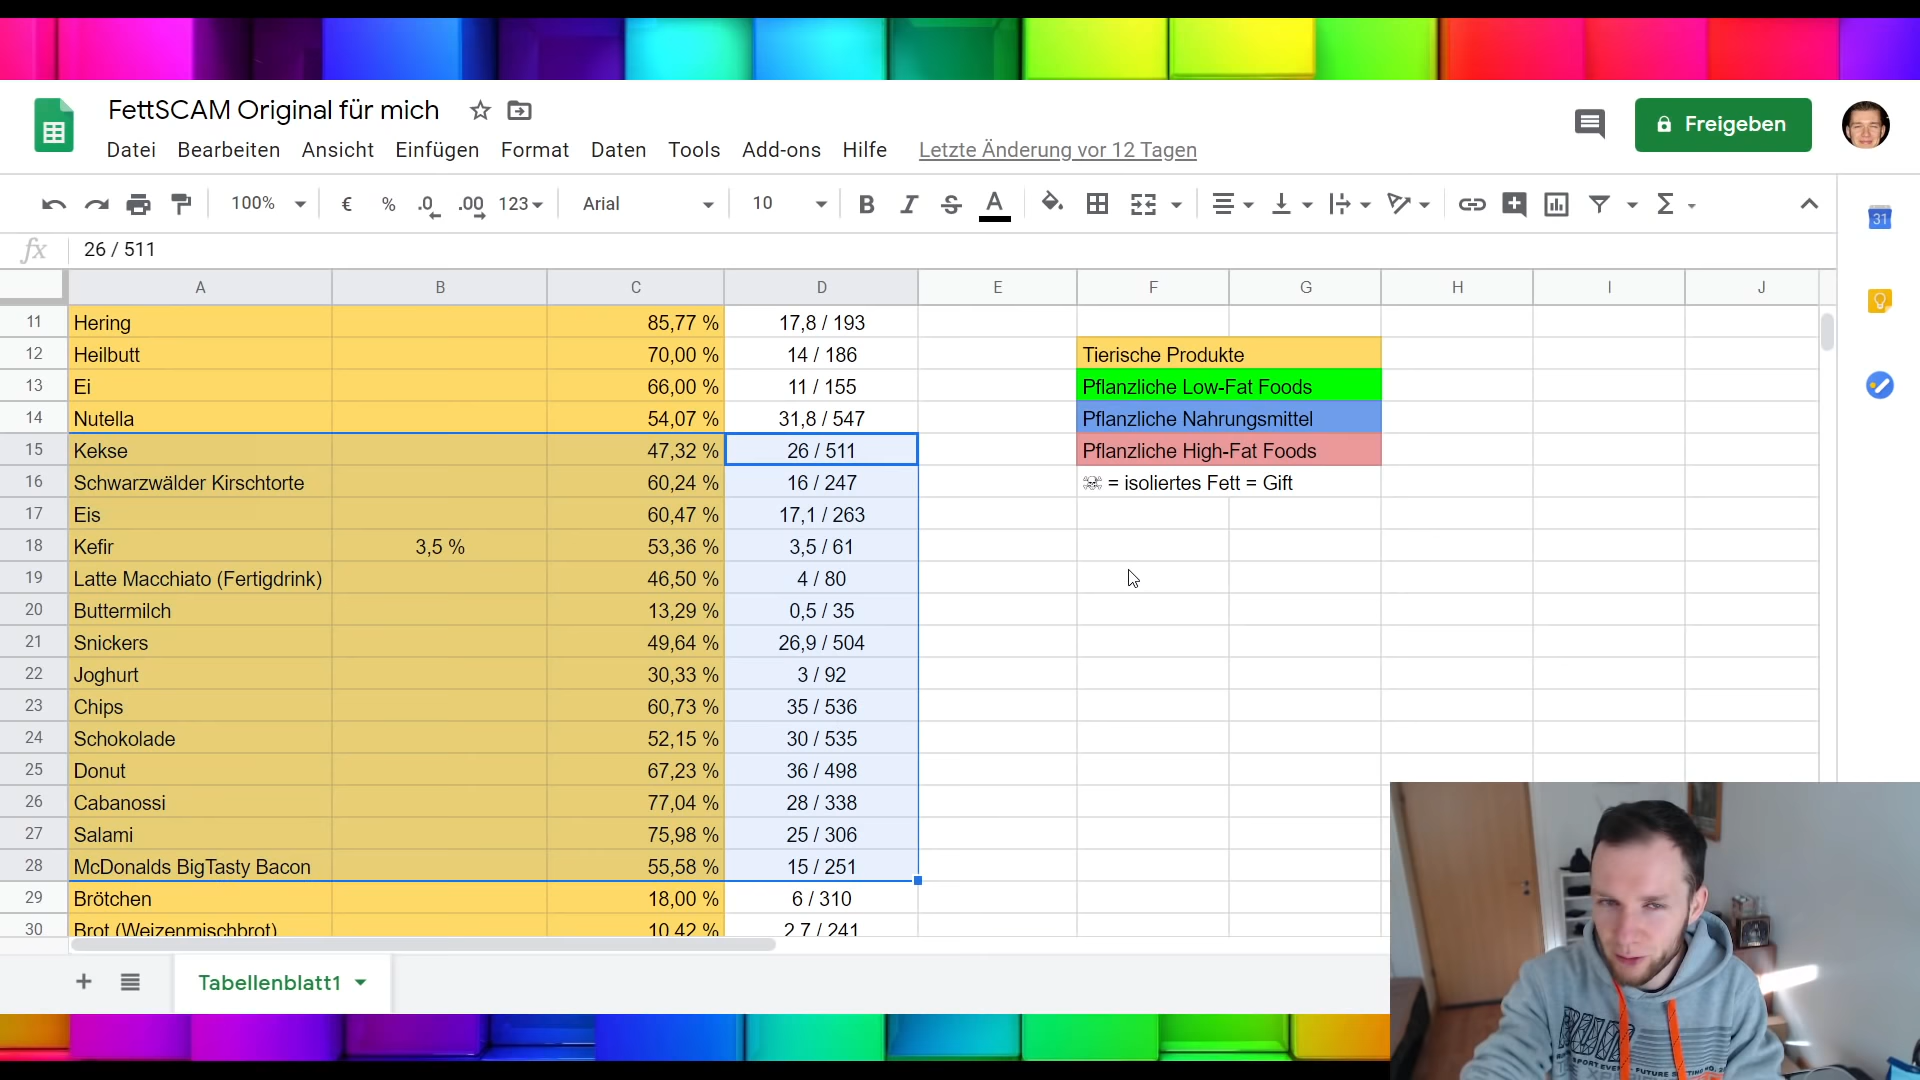 FettSCAM Original für mich
Datei Bearbeiten Ansicht Einfügen Format Daten Tools Add-ons Hilfe Letzte Änderung vor 12 Tagen
Freigeben
100% € % .0 .00 123 Arial 10 B I S A Σ
31
fx 26 / 511
A B C D E F G H I J
11 Hering 85,77 % 17,8 / 193
12 Heilbutt 70,00 % 14 / 186 Tierische Produkte
13 Ei 66,00 % 11 / 155 Pflanzliche Low-Fat Foods
14 Nutella 54,07 % 31,8 / 547 Pflanzliche Nahrungsmittel
15 Kekse 47,32 % 26 / 511 Pflanzliche High-Fat Foods
16 Schwarzwälder Kirschtorte 60,24 % 16 / 247 ☠ = isoliertes Fett = Gift
17 Eis 60,47 % 17,1 / 263
18 Kefir 3,5 % 53,36 % 3,5 / 61
19 Latte Macchiato (Fertigdrink) 46,50 % 4 / 80
20 Buttermilch 13,29 % 0,5 / 35
21 Snickers 49,64 % 26,9 / 504
22 Joghurt 30,33 % 3 / 92
23 Chips 60,73 % 35 / 536
24 Schokolade 52,15 % 30 / 535
25 Donut 67,23 % 36 / 498
26 Cabanossi 77,04 % 28 / 338
27 Salami 75,98 % 25 / 306
28 McDonalds BigTasty Bacon 55,58 % 15 / 251
29 Brötchen 18,00 % 6 / 310
30 Brot (Weizenmischbrot) 10,42 % 2,7 / 241
Tabellenblatt1